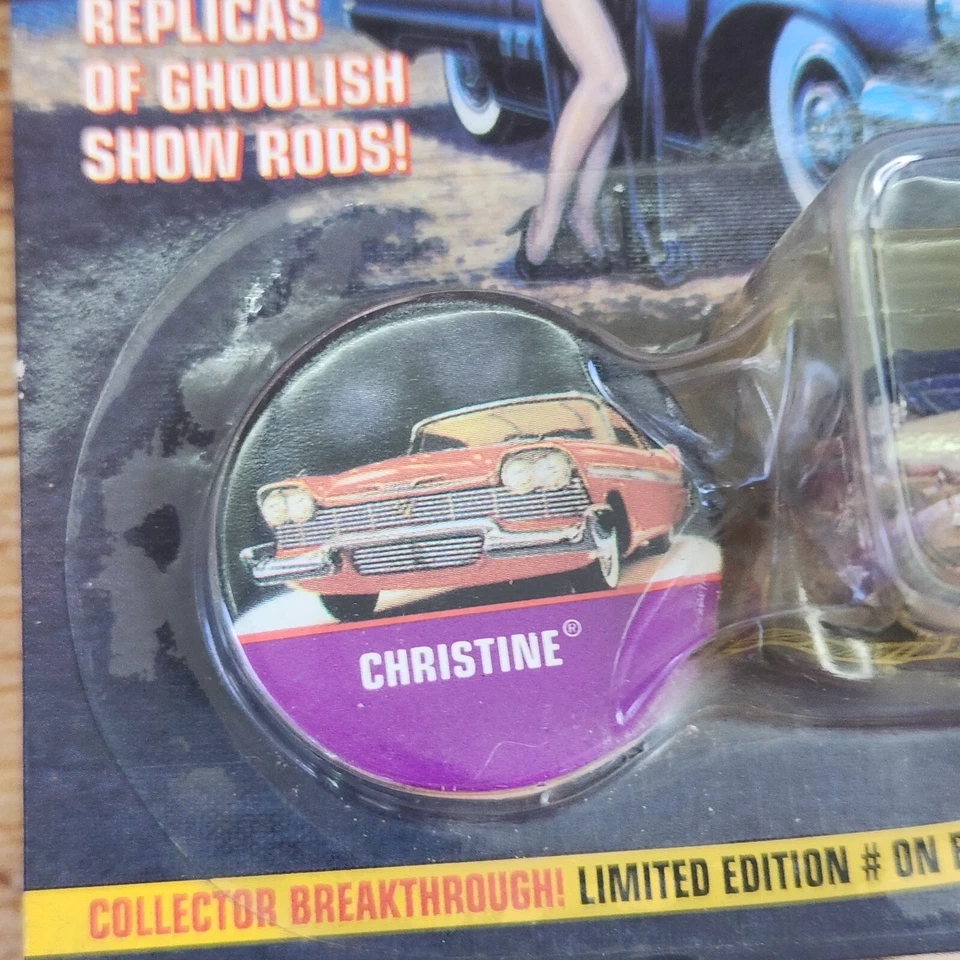 REPLICAS
OF GHOULISH
SHOW RODS!
CHRISTINE®
COLLECTOR BREAKTHROUGH! LIMITED EDITION # ON